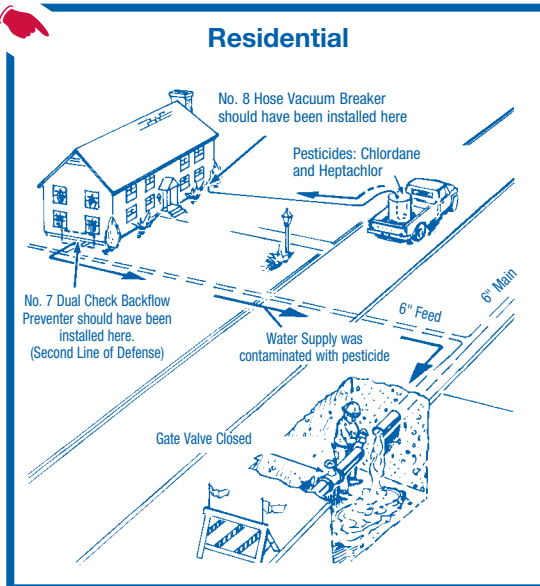 Residential
No. 8 Hose Vacuum Breaker
should have been installed here
Pesticides: Chlordane
and Heptachlor
No. 7 Dual Check Backflow
Preventer should have been
installed here.
(Second Line of Defense)
Water Supply was
contaminated with pesticide
6" Feed
6" Main
Gate Valve Closed